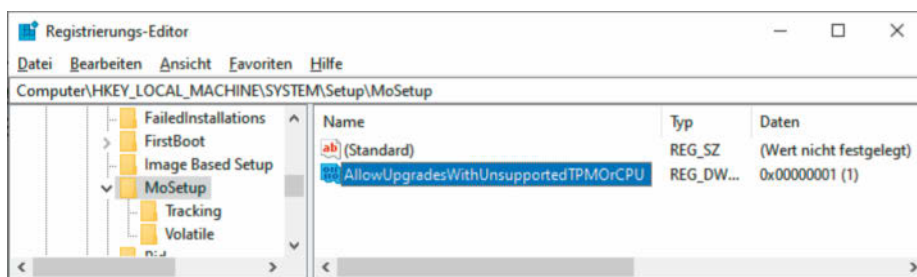 Registrierungs-Editor
Datei Bearbeiten Ansicht Favoriten Hilfe
Computer\HKEY_LOCAL_MACHINE\SYSTEM\Setup\MoSetup
FailedInstallations
FirstBoot
Image Based Setup
MoSetup
Tracking
Volatile
Name Typ Daten
(Standard) REG_SZ (Wert nicht festgelegt)
AllowUpgradesWithUnsupportedTPMOrCPU REG_DW... 0x00000001 (1)